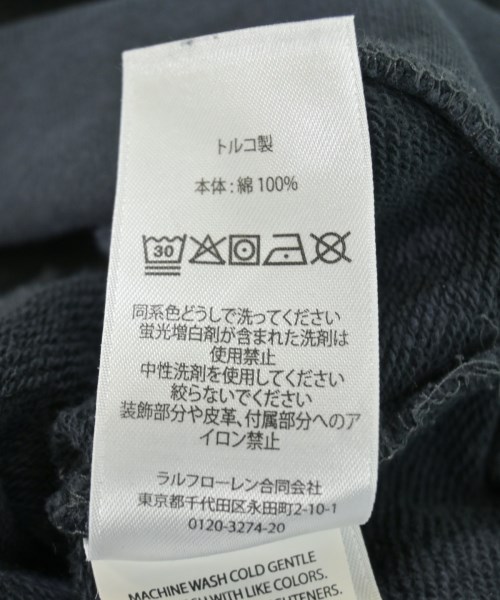 トルコ製
本体：綿 100%
30
同系色どうしで洗ってください
蛍光増白剤が含まれた洗剤は
使用禁止
中性洗剤を使用してください
絞らないでください
装飾部分や皮革、付属部分へのア
イロン禁止
ラルフローレン合同会社
東京都千代田区永田町2-10-1
0120-3274-20
MACHINE WASH COLD GENTLE
WITH LIKE COLORS.